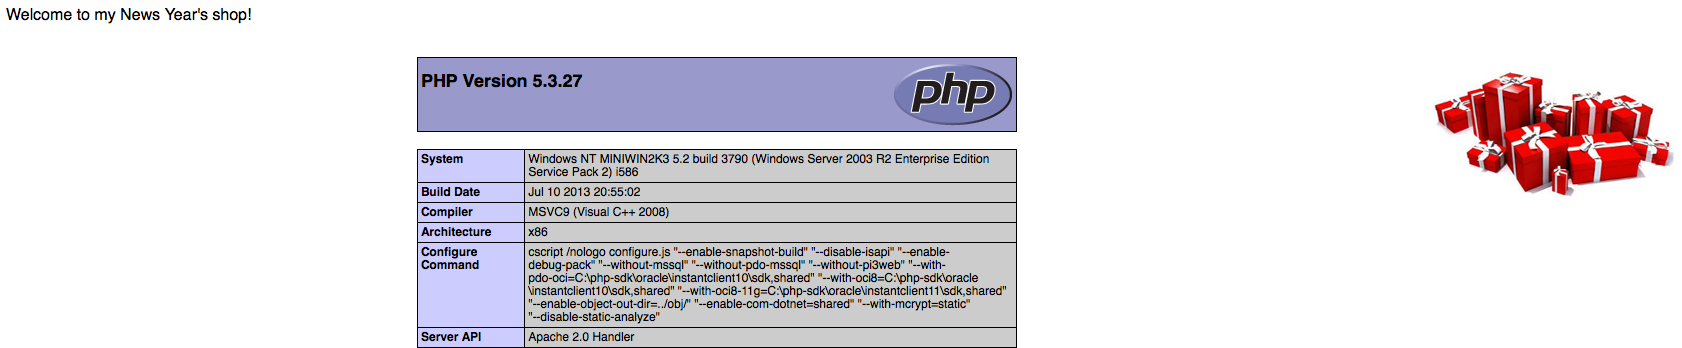 Welcome to my News Year's shop!
PHP Version 5.3.27
php
System
Windows NT MINIWIN2K3 5.2 build 3790 (Windows Server 2003 R2 Enterprise Edition
Service Pack 2) i586
Build Date
Jul 10 2013 20:55:02
Compiler
MSVC9 (Visual C++ 2008)
Architecture
x86
Configure
Command
cscript /nologo configure.js "--enable-snapshot-build" "--disable-isapi" "--enable-
debug-pack" "--without-mssql" "--without-pdo-mssql" "--without-pi3web" "--with-
pdo-oci=C:\php-sdk\oracle\instantclient10\sdk,shared" "--with-oci8=C:\php-sdk\oracle
\instantclient10\sdk,shared" "--with-oci8-11g=C:\php-sdk\oracle\instantclient11\sdk,shared"
"--enable-object-out-dir=../obj/" "--enable-com-dotnet=shared" "--with-mcrypt=static"
"--disable-static-analyze"
Server API
Apache 2.0 Handler